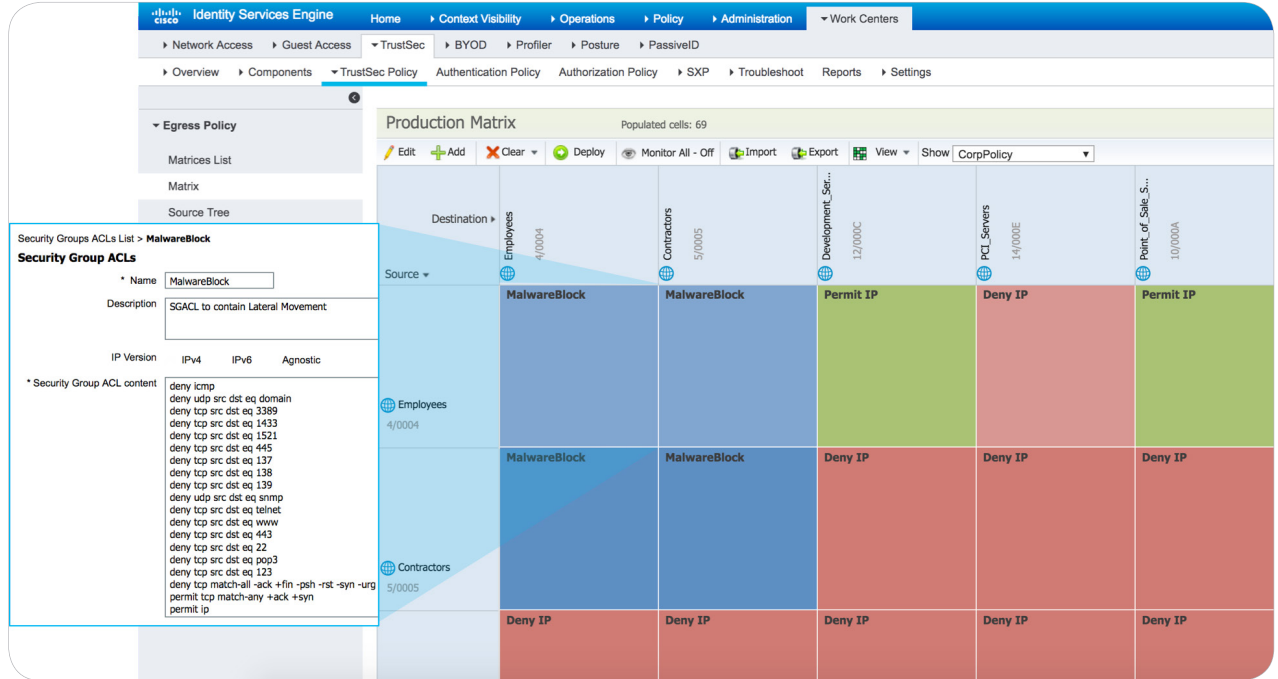 cisco Identity Services Engine Home Context Visibility Operations Policy Administration Work Centers
Network Access Guest Access TrustSec BYOD Profiler Posture PassiveID
Overview Components TrustSec Policy Authentication Policy Authorization Policy SXP Troubleshoot Reports Settings
Egress Policy
Matrices List
Matrix
Source Tree
Production Matrix Populated cells: 69
Edit Add Clear Deploy Monitor All - Off Import Export View Show CorpPolicy
Destination
Source
Employees
4/0004
Contractors
5/0005
Development_Ser...
12/000C
PCI_Servers
14/000E
Point_of_Sale_S...
10/000A
Employees
4/0004
MalwareBlock MalwareBlock Permit IP Deny IP Permit IP
Contractors
5/0005
MalwareBlock MalwareBlock Deny IP Deny IP Deny IP
Deny IP Deny IP Deny IP Deny IP Deny IP
Security Groups ACLs List > MalwareBlock
Security Group ACLs
* Name MalwareBlock
Description SGACL to contain Lateral Movement
IP Version IPv4 IPv6 Agnostic
* Security Group ACL content
deny icmp
deny udp src dst eq domain
deny tcp src dst eq 3389
deny tcp src dst eq 1433
deny tcp src dst eq 1521
deny tcp src dst eq 445
deny tcp src dst eq 137
deny tcp src dst eq 138
deny tcp src dst eq 139
deny udp src dst eq snmp
deny tcp src dst eq telnet
deny tcp src dst eq www
deny tcp src dst eq 443
deny tcp src dst eq 22
deny tcp src dst eq pop3
deny tcp src dst eq 123
deny tcp match-all -ack +fin -psh -rst -syn -urg
permit tcp match-any +ack +syn
permit ip